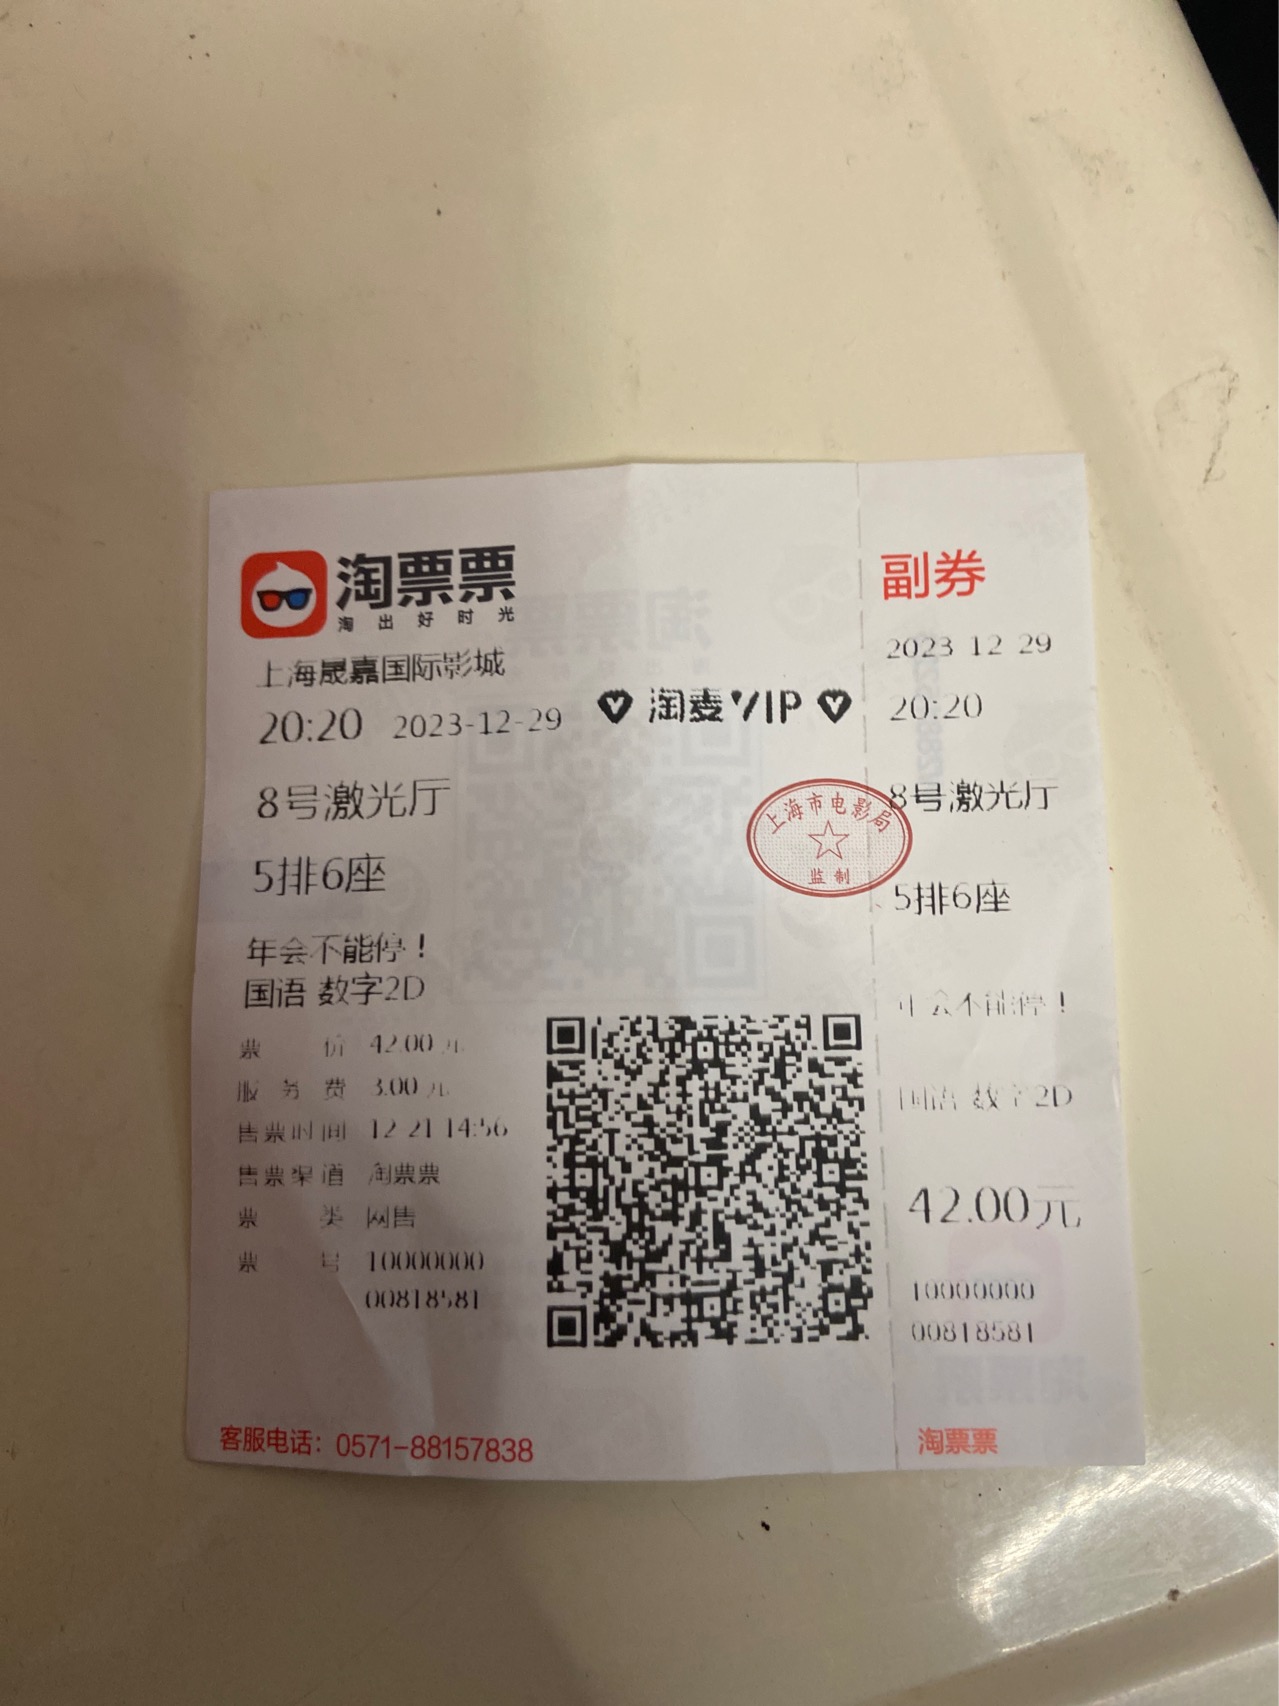 淘票票
淘出好时光
上海晟嘉国际影城
20:20 2023-12-29
淘麦VIP
8号激光厅
5排6座
年会不能停！
国语 数字2D
票价 42.00 元
服务费 3.00 元
售票时间 12 21 14:56
售票渠道 淘票票
票类 网售
票号 10000000
00818581
客服电话：0571-88157838
上海市电影局
监制
副券
2023 12 29
20:20
8号激光厅
5排6座
年会不能停！
国语 数字2D
42.00元
10000000
00818581
淘票票